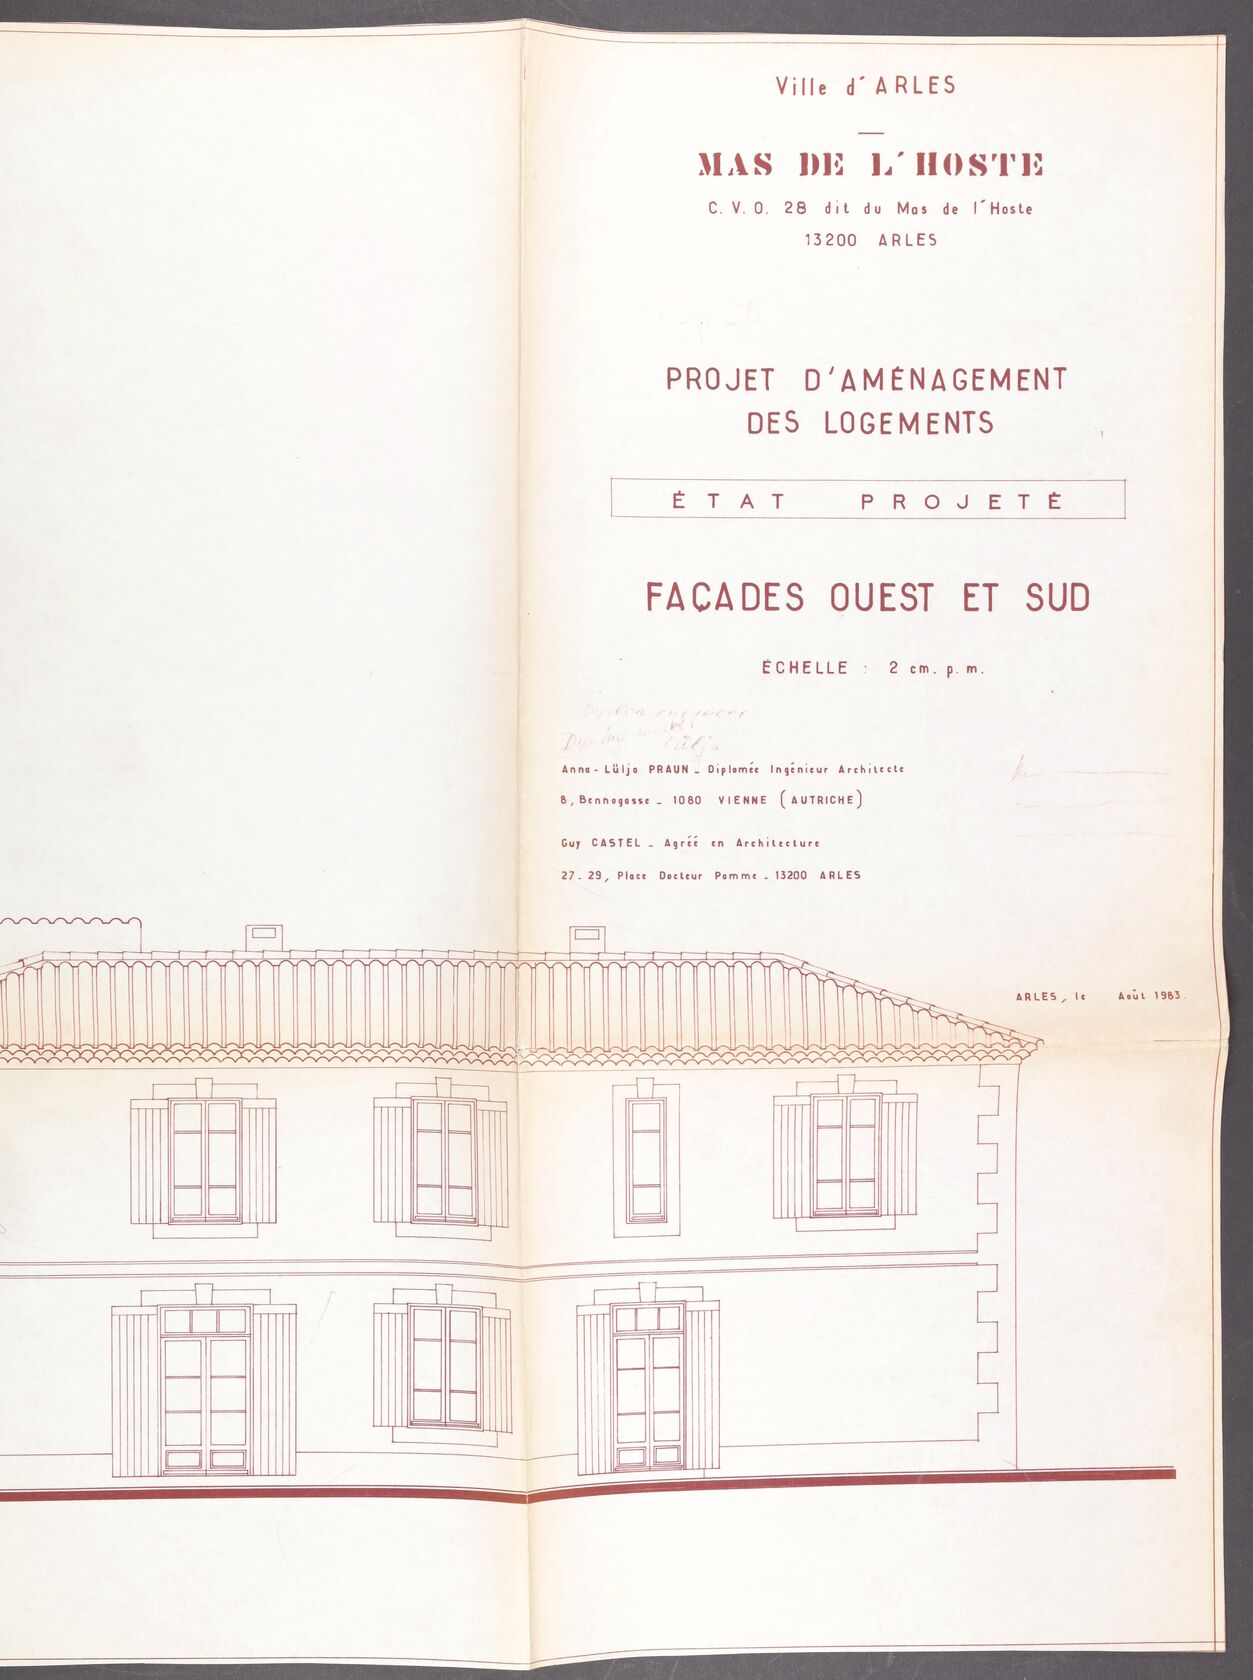 Ville d'ARLES
MAS DE L'HOSTE
C. V. O. 28 dit du Mas de l'Hoste
13200 ARLES
PROJET D'AMÉNAGEMENT
DES LOGEMENTS
ÉTAT PROJETÉ
FAÇADES OUEST ET SUD
ÉCHELLE : 2 cm. p. m.
Lülja
Anna - Lülja PRAUN _ Diplomée Ingénieur Architecte
8, Bennogasse _ 1080 VIENNE (AUTRICHE)
Guy CASTEL _ Agréé en Architecture
27 - 29, Place Docteur Pomme _ 13200 ARLES
ARLES, le Août 1983.